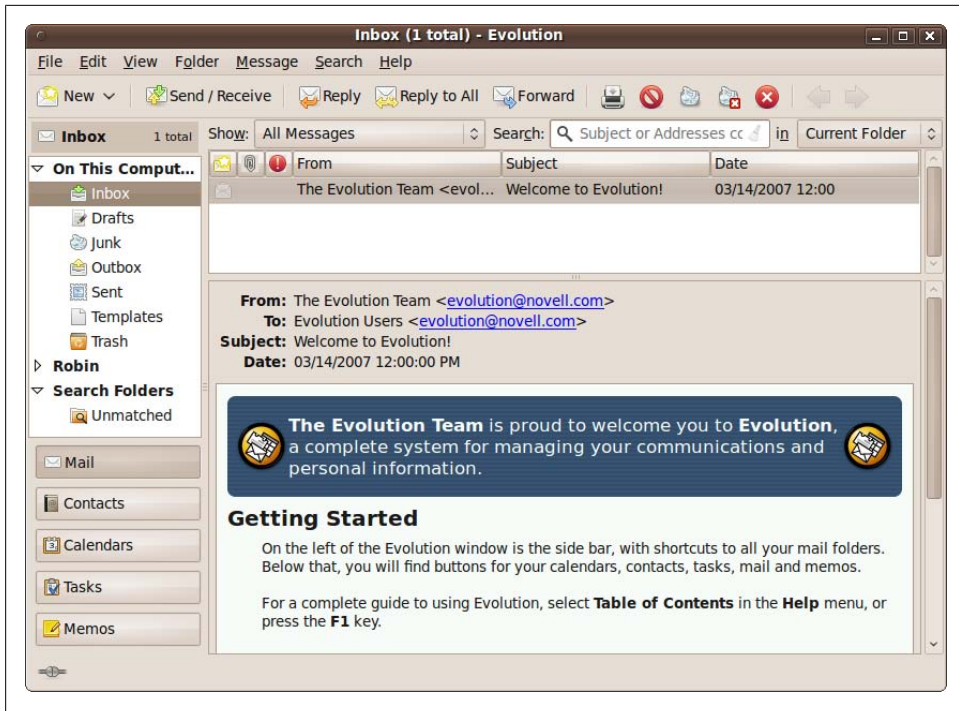 Inbox (1 total) - Evolution
File Edit View Folder Message Search Help
New Send / Receive Reply Reply to All Forward
Inbox 1 total
Show: All Messages Search: Subject or Addresses cc in Current Folder
On This Comput...
Inbox
Drafts
Junk
Outbox
Sent
Templates
Trash
Robin
Search Folders
Unmatched
Mail
Contacts
Calendars
Tasks
Memos
From Subject Date
The Evolution Team <evol... Welcome to Evolution! 03/14/2007 12:00
From: The Evolution Team <evolution@novell.com>
To: Evolution Users <evolution@novell.com>
Subject: Welcome to Evolution!
Date: 03/14/2007 12:00:00 PM
The Evolution Team is proud to welcome you to Evolution,
a complete system for managing your communications and
personal information.
Getting Started
On the left of the Evolution window is the side bar, with shortcuts to all your mail folders.
Below that, you will find buttons for your calendars, contacts, tasks, mail and memos.
For a complete guide to using Evolution, select Table of Contents in the Help menu, or
press the F1 key.